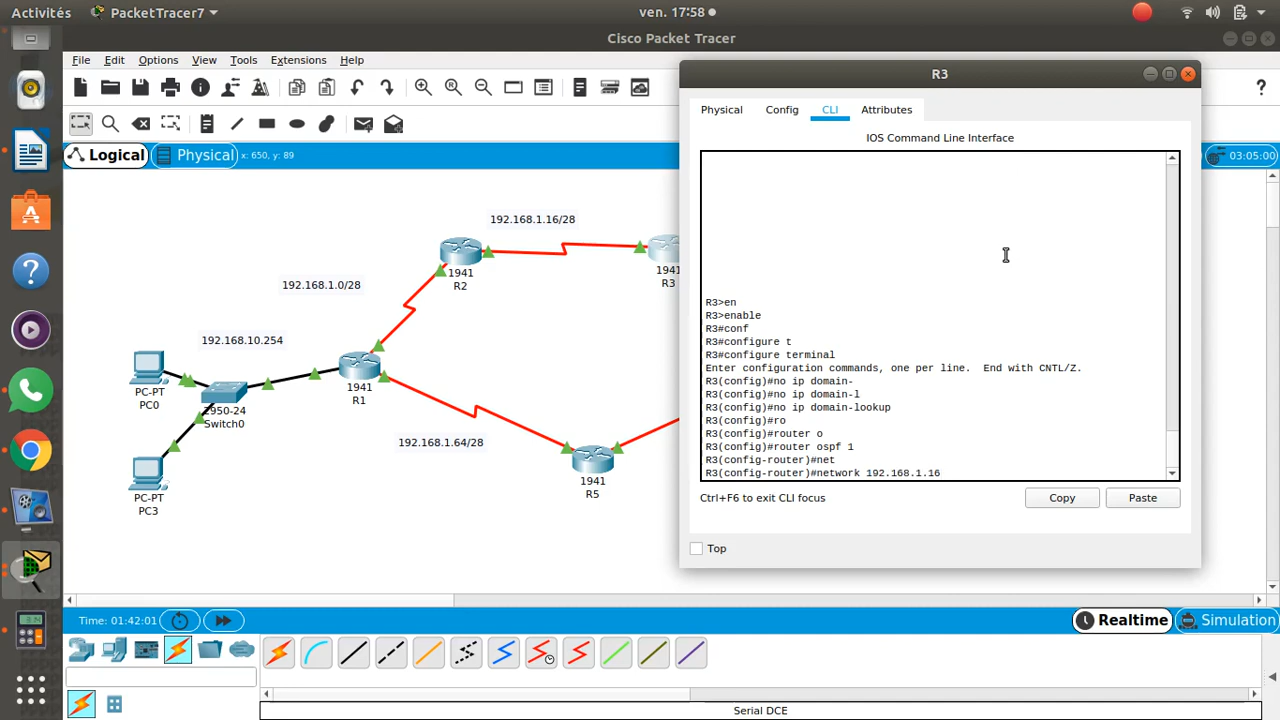 Activités
PacketTracer7
ven. 17:58
Cisco Packet Tracer
File Edit Options View Tools Extensions Help
?
Logical
Physical
x: 650, y: 89
03:05:00
192.168.1.16/28
1941
R2
1941
R3
192.168.1.0/28
192.168.10.254
PC-PT
PC0
2950-24
Switch0
1941
R1
192.168.1.64/28
PC-PT
PC3
1941
R5
R3
Physical Config CLI Attributes
IOS Command Line Interface
R3>en
R3>enable
R3#conf
R3#configure t
R3#configure terminal
Enter configuration commands, one per line.  End with CNTL/Z.
R3(config)#no ip domain-
R3(config)#no ip domain-l
R3(config)#no ip domain-lookup
R3(config)#ro
R3(config)#router o
R3(config)#router ospf 1
R3(config-router)#net
R3(config-router)#network 192.168.1.16
Ctrl+F6 to exit CLI focus
Copy
Paste
Top
Time: 01:42:01
Realtime
Simulation
Serial DCE